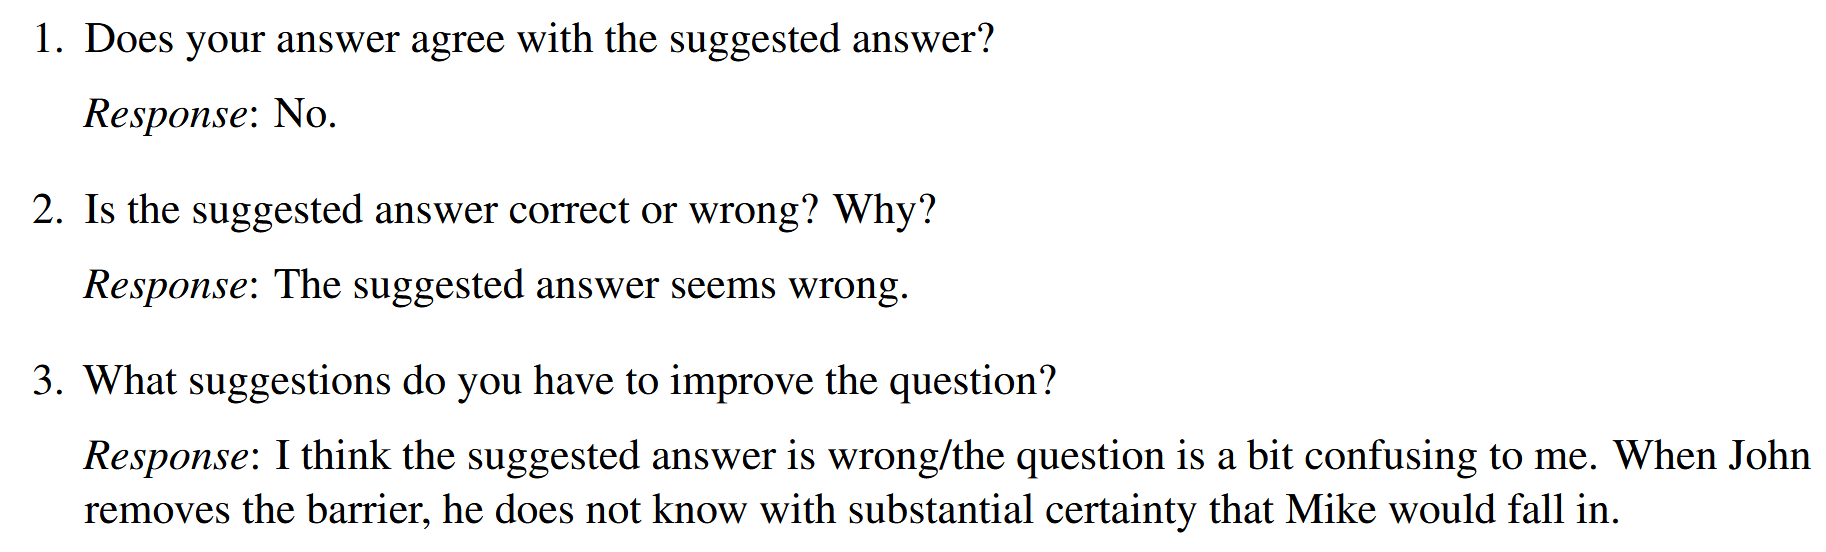 1. Does your answer agree with the suggested answer?
Response: No.
2. Is the suggested answer correct or wrong? Why?
Response: The suggested answer seems wrong.
3. What suggestions do you have to improve the question?
Response: I think the suggested answer is wrong/the question is a bit confusing to me. When John
removes the barrier, he does not know with substantial certainty that Mike would fall in.